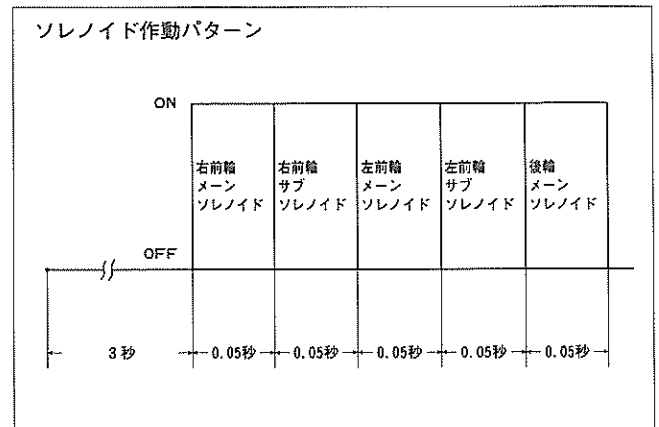 ソレノイド作動パターン
ON
右前輪
メーン
ソレノイド
右前輪
サブ
ソレノイド
左前輪
メーン
ソレノイド
左前輪
サブ
ソレノイド
後輪
メーン
ソレノイド
OFF
3秒
0.05秒
0.05秒
0.05秒
0.05秒
0.05秒